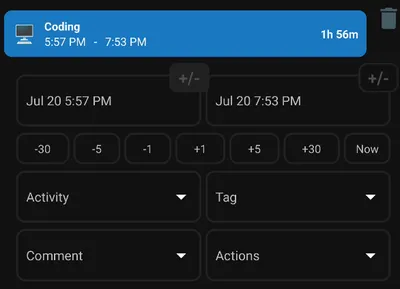 Coding
5:57 PM - 7:53 PM
1h 56m
+/-
+/-
Jul 20 5:57 PM
Jul 20 7:53 PM
-30
-5
-1
+1
+5
+30
Now
Activity
Tag
Comment
Actions